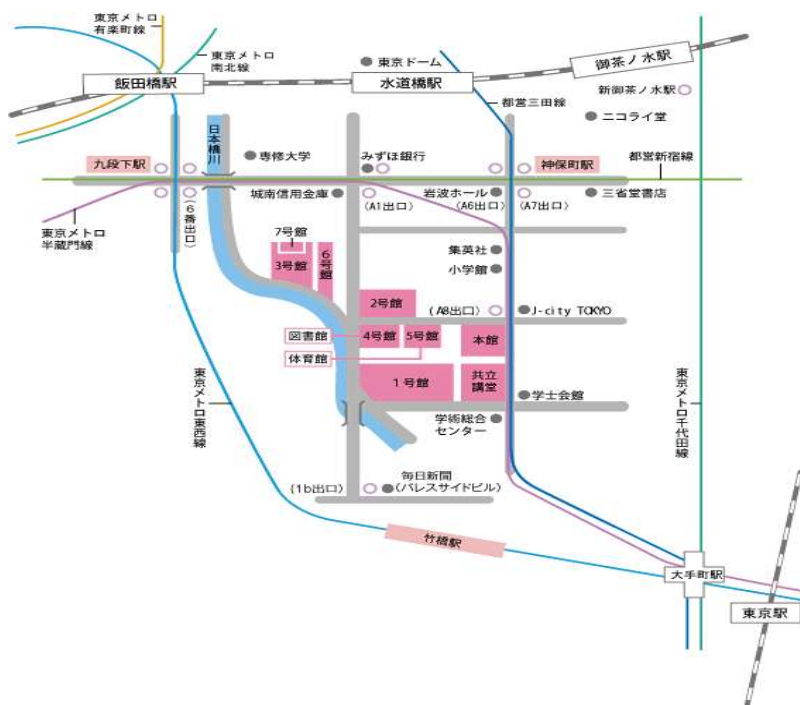 東京メトロ
有楽町線
東京メトロ
南北線
東京ドーム
御茶ノ水駅
飯田橋駅
水道橋駅
新御茶ノ水駅
都営三田線
ニコライ堂
日本橋川
専修大学
みずほ銀行
九段下駅
神保町駅
都営新宿線
城南信用金庫
岩波ホール
三省堂書店
(6番出口)
(A1出口)
(A6出口)
(A7出口)
東京メトロ
半蔵門線
7号館
3号館
6号館
集英社
小学館
2号館
(A8出口)
J-city TOKYO
図書館
4号館
5号館
本館
体育館
1号館
共立
講堂
学士会館
東京メトロ東西線
東京メトロ千代田線
学術総合
センター
毎日新聞
(パレスサイドビル)
(1b出口)
竹橋駅
大手町駅
東京駅